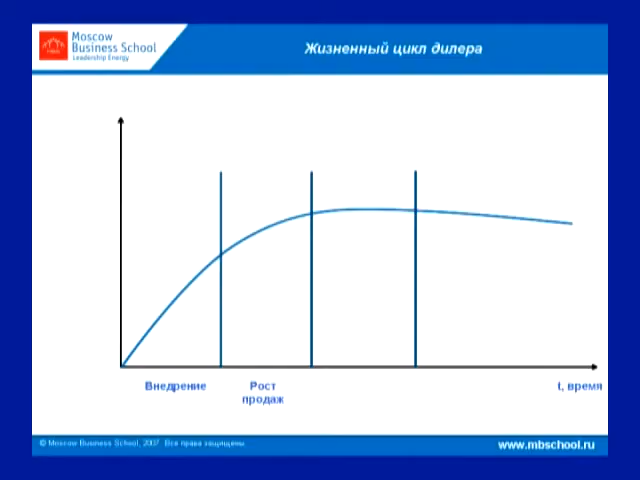 Moscow
Business School
Leadership Energy
Жизненный цикл дилера
Внедрение
Рост
продаж
t, время
© Moscow Business School, 2007. Все права защищены
www.mbschool.ru